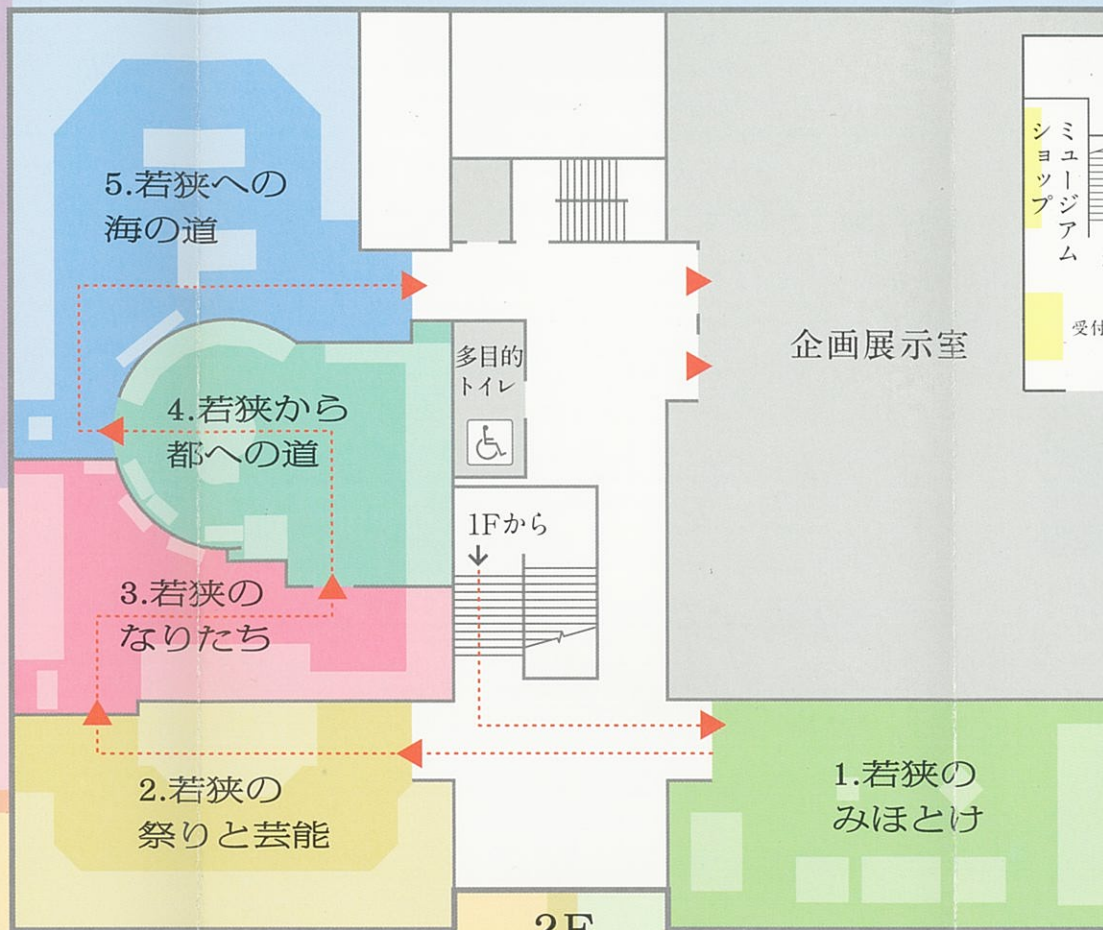 5.若狭への
海の道
4.若狭から
都への道
3.若狭の
なりたち
2.若狭の
祭りと芸能
1.若狭の
みほとけ
多目的
トイレ
1Fから
企画展示室
ミュージアム
ショップ
受付